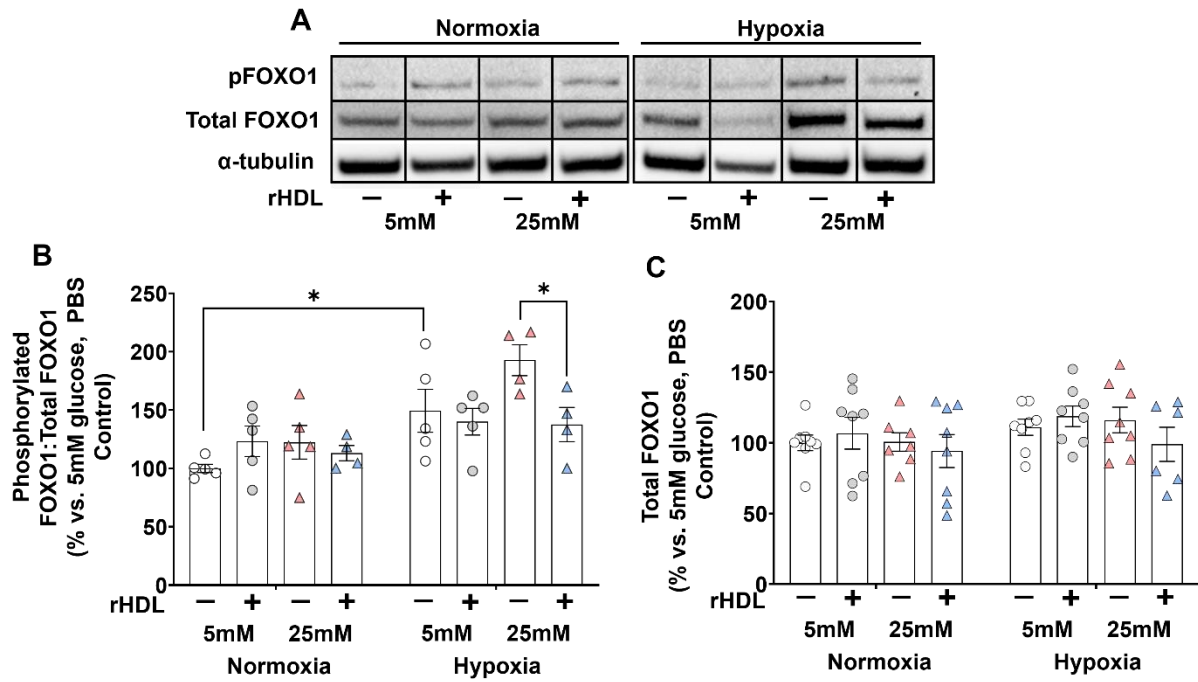 A
Normoxia Hypoxia
pFOXO1
Total FOXO1
α-tubulin
rHDL − + − + − + − +
5mM 25mM 5mM 25mM
B
Phosphorylated
FOXO1:Total FOXO1
(% vs. 5mM glucose, PBS
Control)
250
200
150
100
50
0
* *
rHDL − + − + − + − +
5mM 25mM 5mM 25mM
Normoxia Hypoxia
C
Total FOXO1
(% vs. 5mM glucose, PBS
Control)
200
150
100
50
0
rHDL − + − + − + − +
5mM 25mM 5mM 25mM
Normoxia Hypoxia